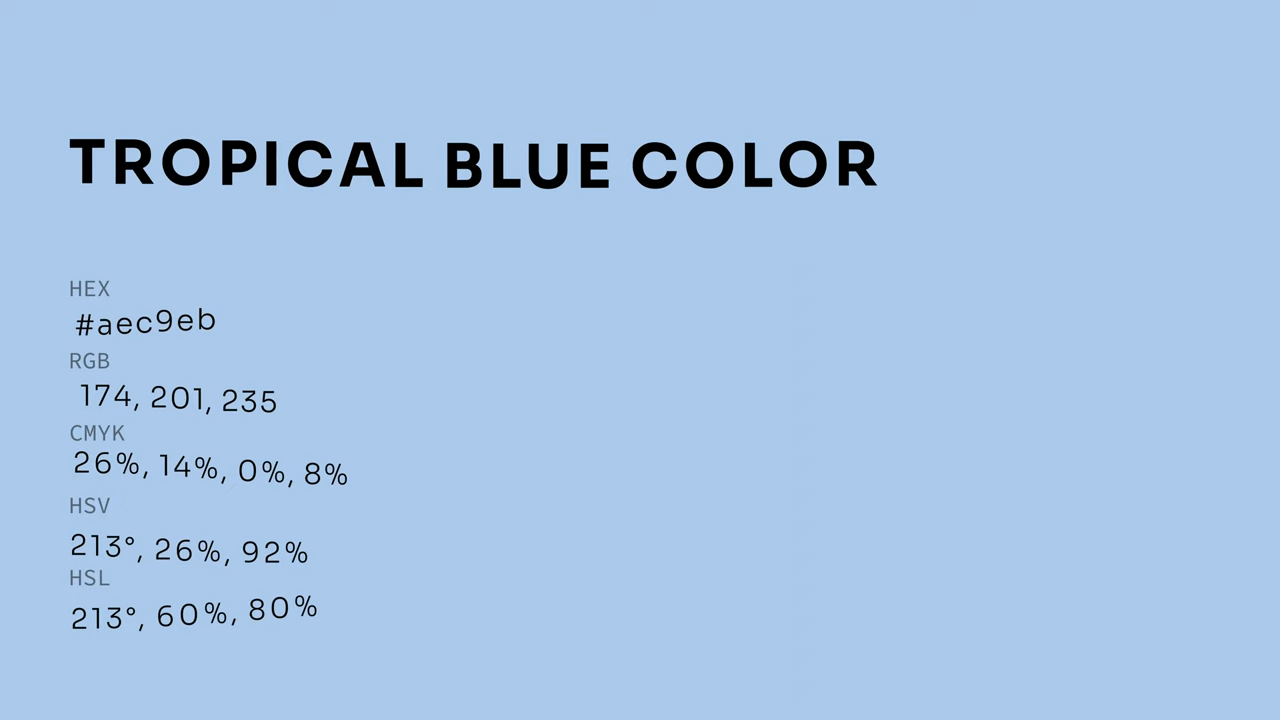 TROPICAL BLUE COLOR
HEX
#aec9eb
RGB
174, 201, 235
CMYK
26%, 14%, 0%, 8%
HSV
213°, 26%, 92%
HSL
213°, 60%, 80%